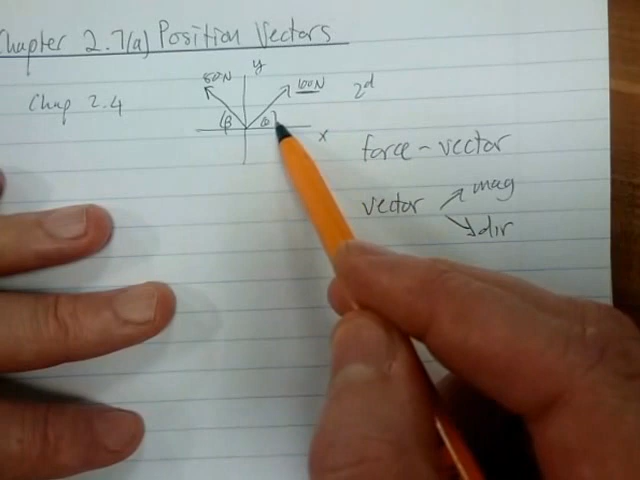 Chapter 2.7(a) Position Vectors
y
80N
100N
2d
Chap 2.4
β
θ
x
force - vector
vector
mag
dir